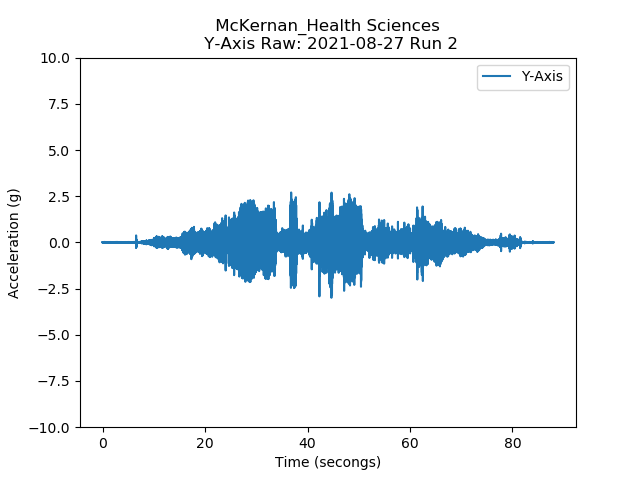 McKernan_Health Sciences
Y-Axis Raw: 2021-08-27 Run 2
Y-Axis
10.0
7.5
5.0
2.5
0.0
−2.5
−5.0
−7.5
−10.0
Acceleration (g)
0 20 40 60 80
Time (secongs)